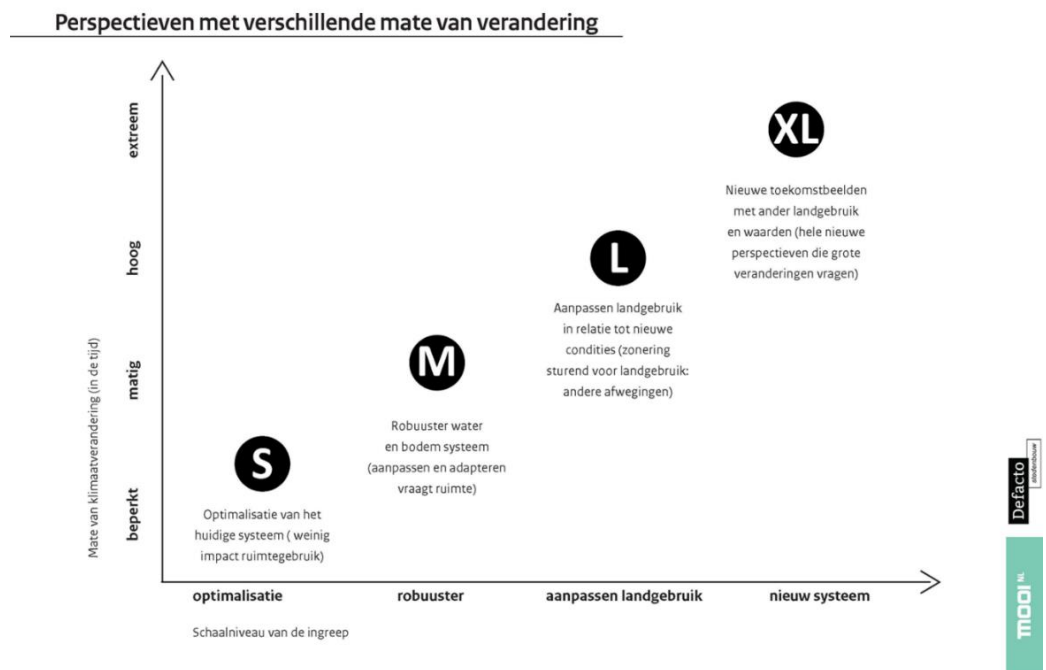 Perspectieven met verschillende mate van verandering
extreem
hoog
matig
beperkt
Mate van klimaatverandering (in de tijd)
XL
Nieuwe toekomstbeelden
met ander landgebruik
en waarden (hele nieuwe
perspectieven die grote
veranderingen vragen)
L
Aanpassen landgebruik
in relatie tot nieuwe
condities (zonering
sturend voor landgebruik:
andere afwegingen)
M
Robuuster water
en bodem systeem
(aanpassen en adapteren
vraagt ruimte)
S
Optimalisatie van het
huidige systeem ( weinig
impact ruimtegebruik)
optimalisatie
robuuster
aanpassen landgebruik
nieuw systeem
Schaalniveau van de ingreep
Defacto
stedenbouw
mooi NL